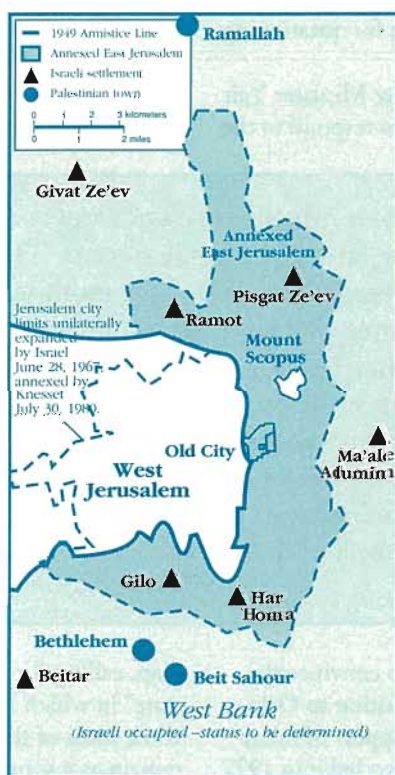 1949 Armistice Line
Annexed East Jerusalem
Israeli settlement
Palestinian town
0 1 2 3 kilometers
0 1 2 miles
Ramallah
Givat Ze'ev
Annexed
East Jerusalem
Pisgat Ze'ev
Ramot
Jerusalem city
limits unilaterally
expanded
by Israel
June 28, 1967;
annexed by
Knesset
July 30, 1980.
Mount
Scopus
Old City
West
Jerusalem
Ma'ale
Adumim
Gilo
Har
Homa
Bethlehem
Beit Sahour
Beitar
West Bank
(Israeli occupied –status to be determined)